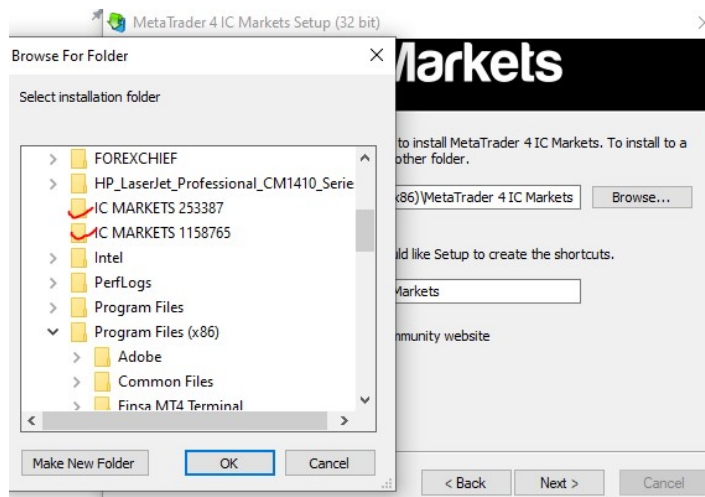 MetaTrader 4 IC Markets Setup (32 bit)
Browse For Folder
Select installation folder
FOREXCHIEF
HP_LaserJet_Professional_CM1410_Serie
IC MARKETS 253387
IC MARKETS 1158765
Intel
PerfLogs
Program Files
Program Files (x86)
Adobe
Common Files
Finsa MT4 Terminal
Make New Folder
OK
Cancel
Markets
to install MetaTrader 4 IC Markets. To install to a
other folder.
(x86)\MetaTrader 4 IC Markets
Browse...
uld like Setup to create the shortcuts.
Markets
mmunity website
< Back
Next >
Cancel